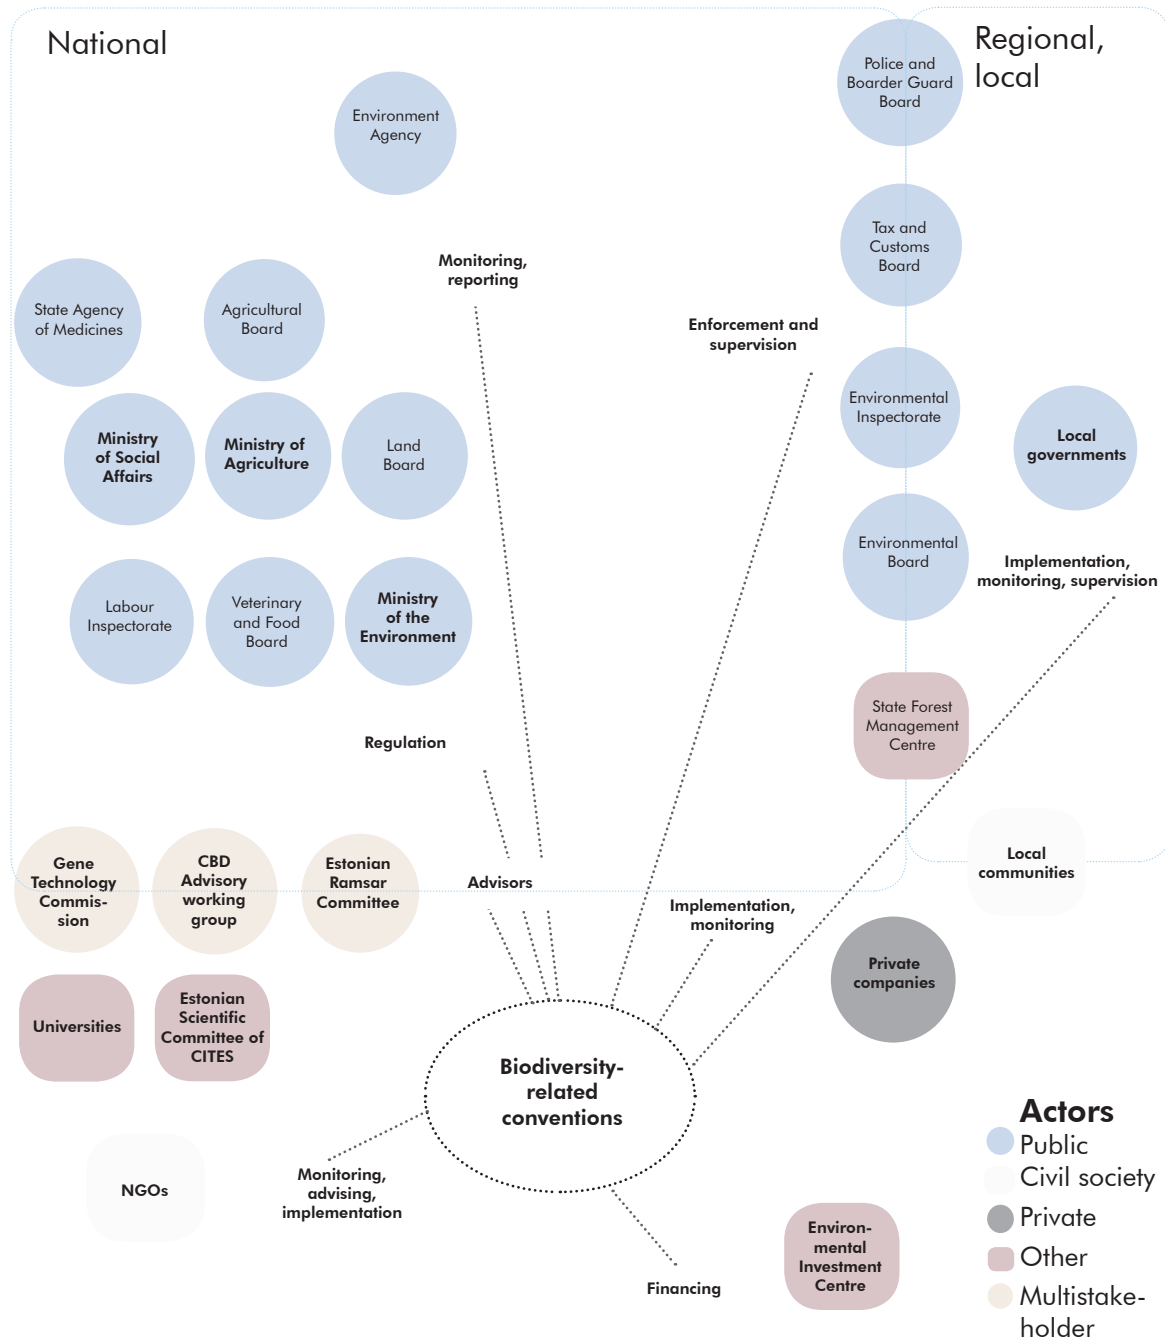 National
Regional,
local
Police and
Boarder Guard
Board
Environment
Agency
Tax and
Customs
Board
Monitoring,
reporting
State Agency
of Medicines
Agricultural
Board
Enforcement and
supervision
Environmental
Inspectorate
Local
governments
Ministry
of Social
Affairs
Ministry of
Agriculture
Land
Board
Environmental
Board
Implementation,
monitoring, supervision
Labour
Inspectorate
Veterinary
and Food
Board
Ministry
of the
Environment
State Forest
Management
Centre
Regulation
Gene
Technology
Commis-
sion
CBD
Advisory
working
group
Estonian
Ramsar
Committee
Advisors
Local
communities
Implementation,
monitoring
Private
companies
Universities
Estonian
Scientific
Committee of
CITES
Biodiversity-
related
conventions
NGOs
Monitoring,
advising,
implementation
Financing
Environ-
mental
Investment
Centre
Actors
Public
Civil society
Private
Other
Multistake-
holder